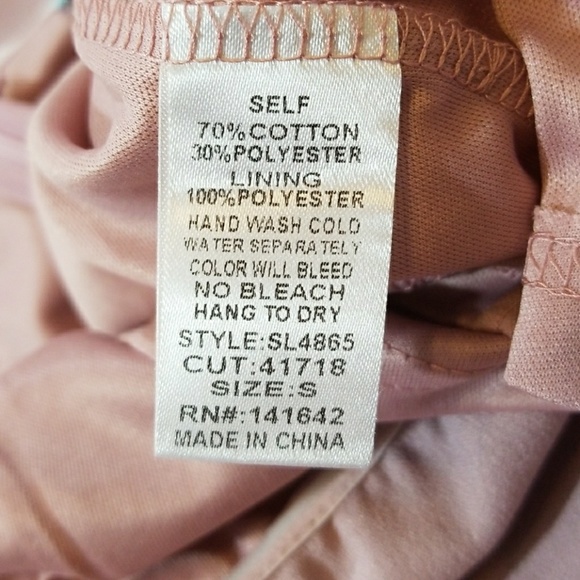 SELF
70%COTTON
30%POLYESTER
LINING
100%POLYESTER
HAND WASH COLD
WATER SEPARATELY
COLOR WILL BLEED
NO BLEACH
HANG TO DRY
STYLE:SL4865
CUT:41718
SIZE:S
RN#:141642
MADE IN CHINA